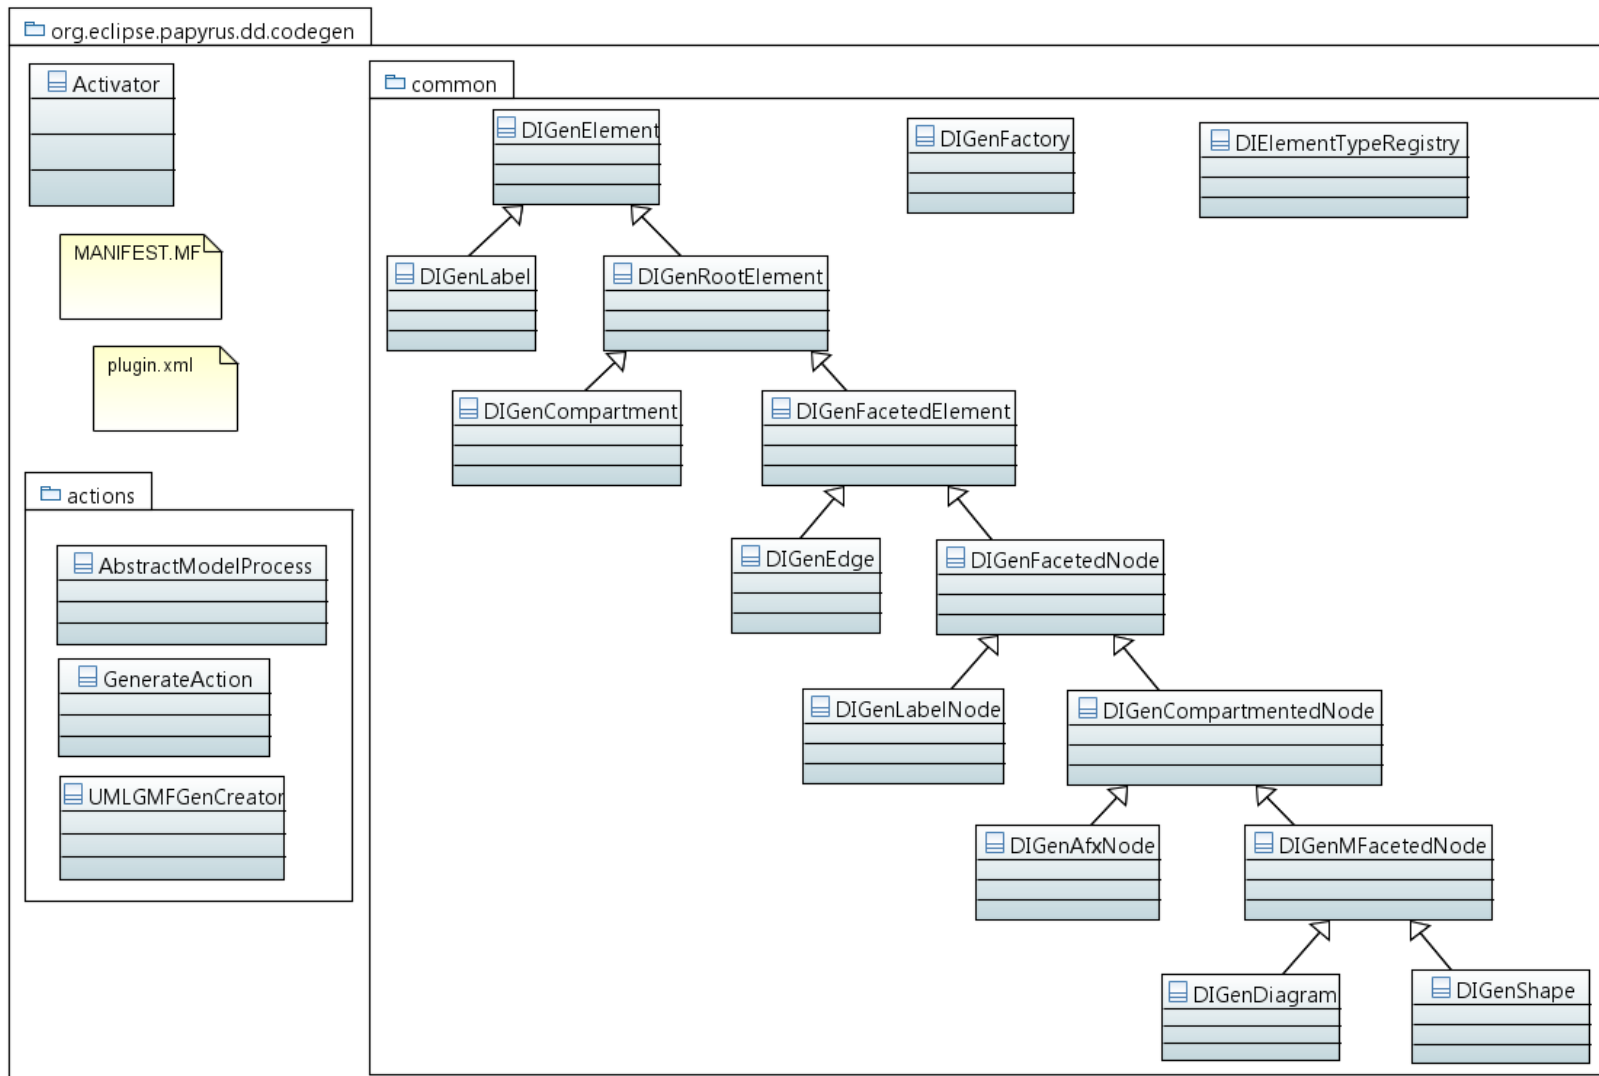 org.eclipse.papyrus.dd.codegen
Activator
MANIFEST.MF
plugin.xml
actions
AbstractModelProcess
GenerateAction
UMLGMFGenCreator
common
DIGenElement
DIGenFactory
DIElementTypeRegistry
DIGenLabel
DIGenRootElement
DIGenCompartment
DIGenFacetedElement
DIGenEdge
DIGenFacetedNode
DIGenLabelNode
DIGenCompartmentedNode
DIGenAfxNode
DIGenMFacetedNode
DIGenDiagram
DIGenShape